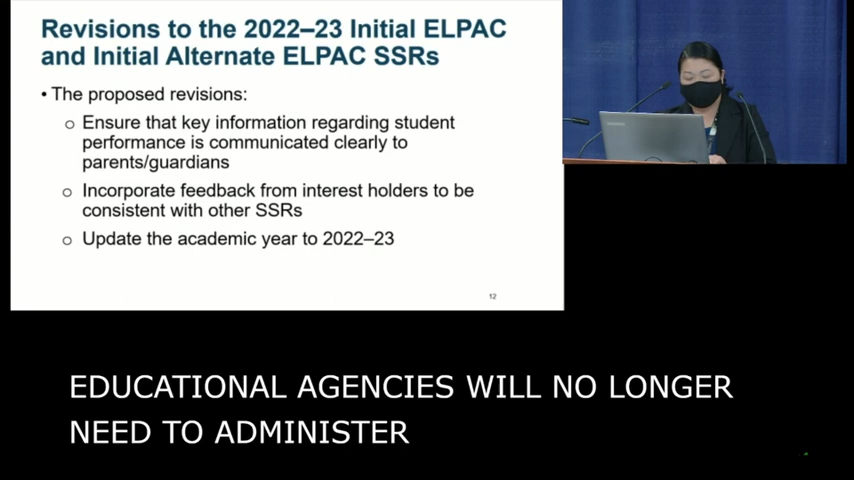 Revisions to the 2022–23 Initial ELPAC
and Initial Alternate ELPAC SSRs
• The proposed revisions:
o Ensure that key information regarding student
performance is communicated clearly to
parents/guardians
o Incorporate feedback from interest holders to be
consistent with other SSRs
o Update the academic year to 2022–23
12
EDUCATIONAL AGENCIES WILL NO LONGER
NEED TO ADMINISTER